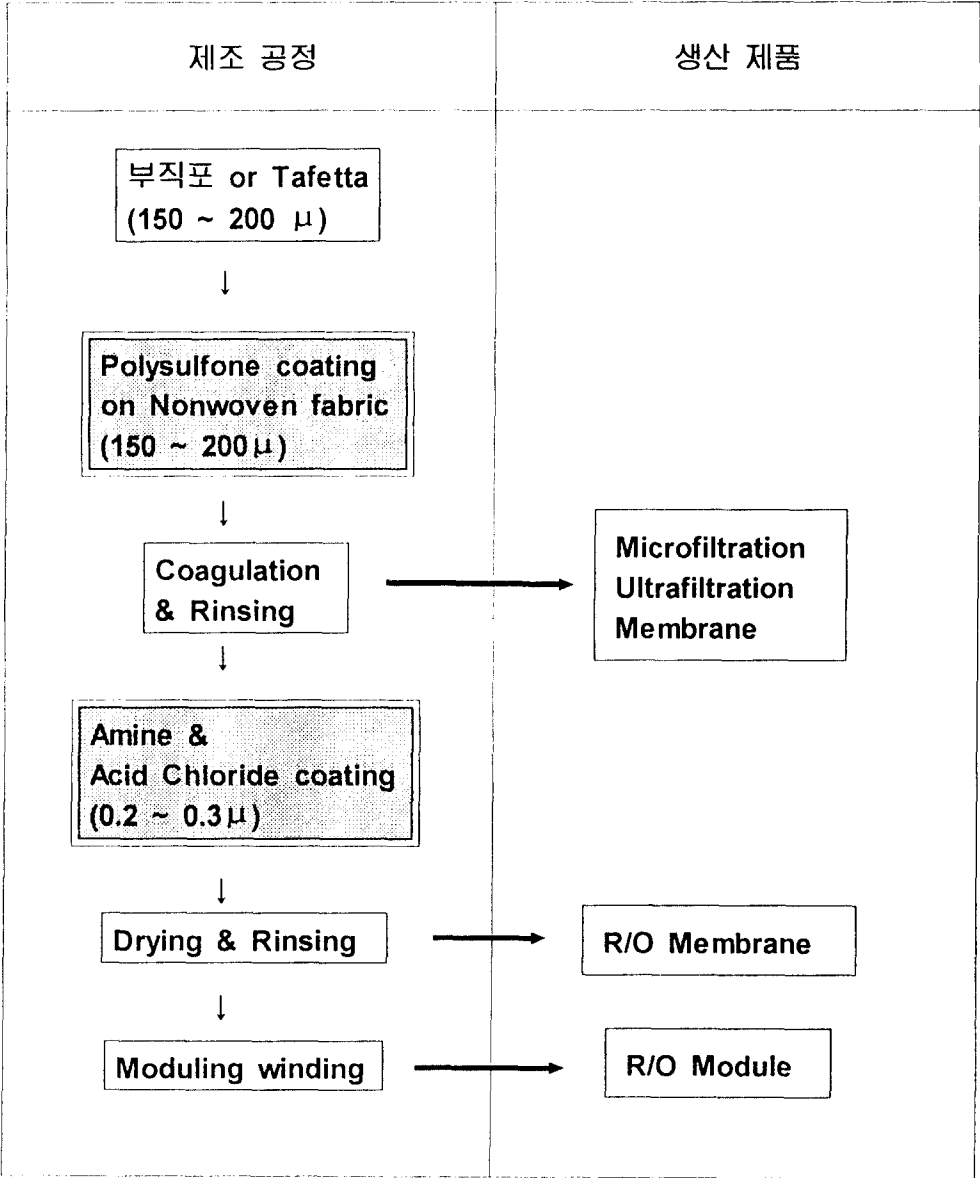 제조 공정
생산 제품
부직포 or Tafetta
(150 ~ 200 μ)
↓
Polysulfone coating
on Nonwoven fabric
(150 ~ 200μ)
↓
Coagulation
& Rinsing
Microfiltration
Ultrafiltration
Membrane
↓
Amine &
Acid Chloride coating
(0.2 ~ 0.3μ)
↓
Drying & Rinsing
R/O Membrane
↓
Moduling winding
R/O Module